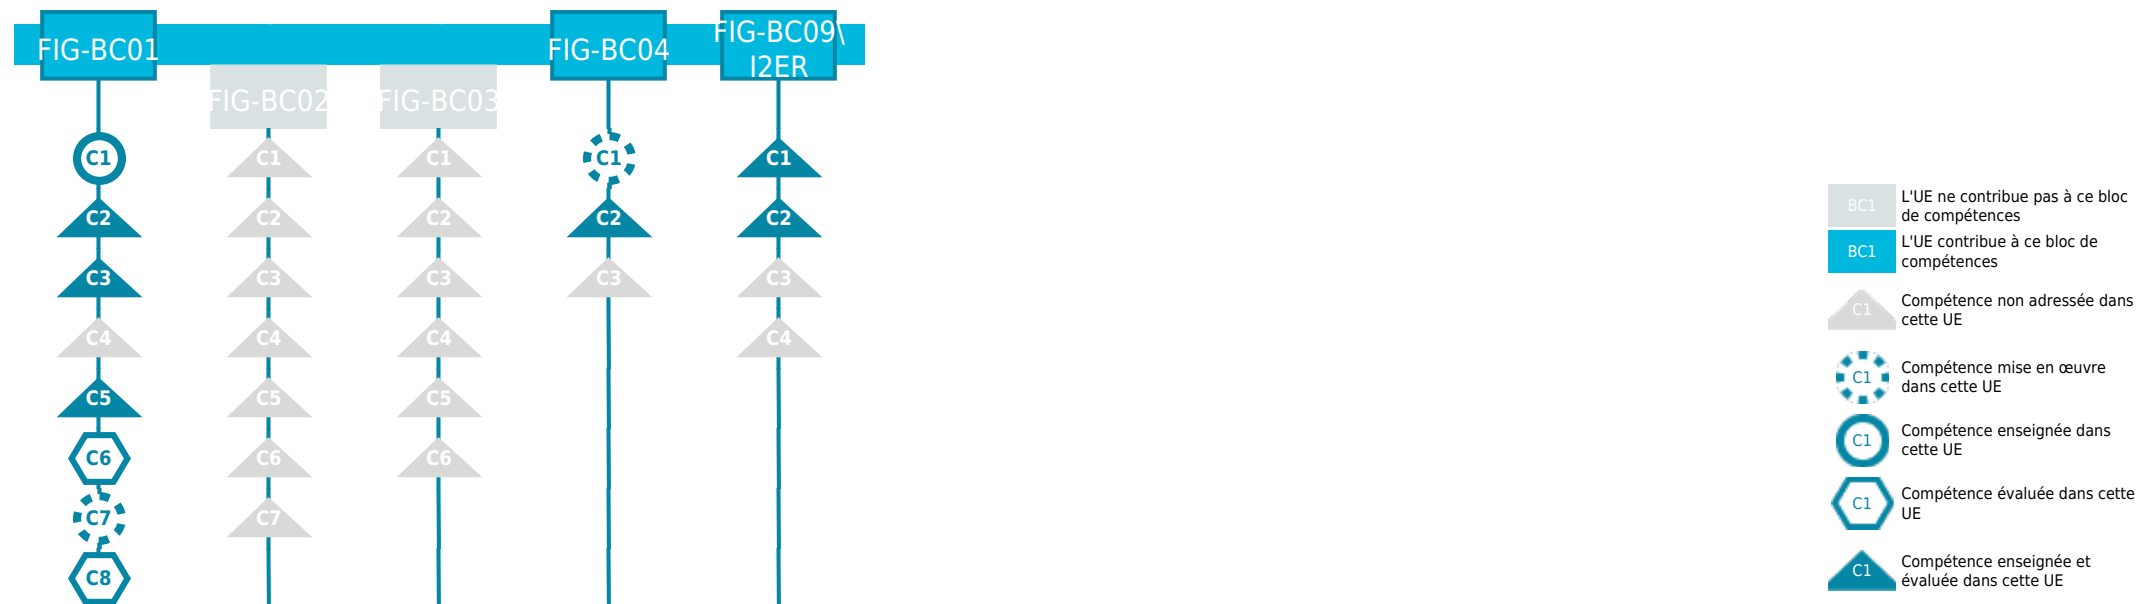 FIG-BC01
FIG-BC04
FIG-BC09\
I2ER
FIG-BC02
FIG-BC03
C1
C1
C1
C1
C1
C2
C2
C2
C2
C2
C3
C3
C3
C3
C3
C4
C4
C4
C4
C5
C5
C5
C6
C6
C6
C7
C7
C8
BC1
L'UE ne contribue pas à ce bloc
de compétences
BC1
L'UE contribue à ce bloc de
compétences
C1
Compétence non adressée dans
cette UE
C1
Compétence mise en œuvre
dans cette UE
C1
Compétence enseignée dans
cette UE
C1
Compétence évaluée dans cette
UE
C1
Compétence enseignée et
évaluée dans cette UE